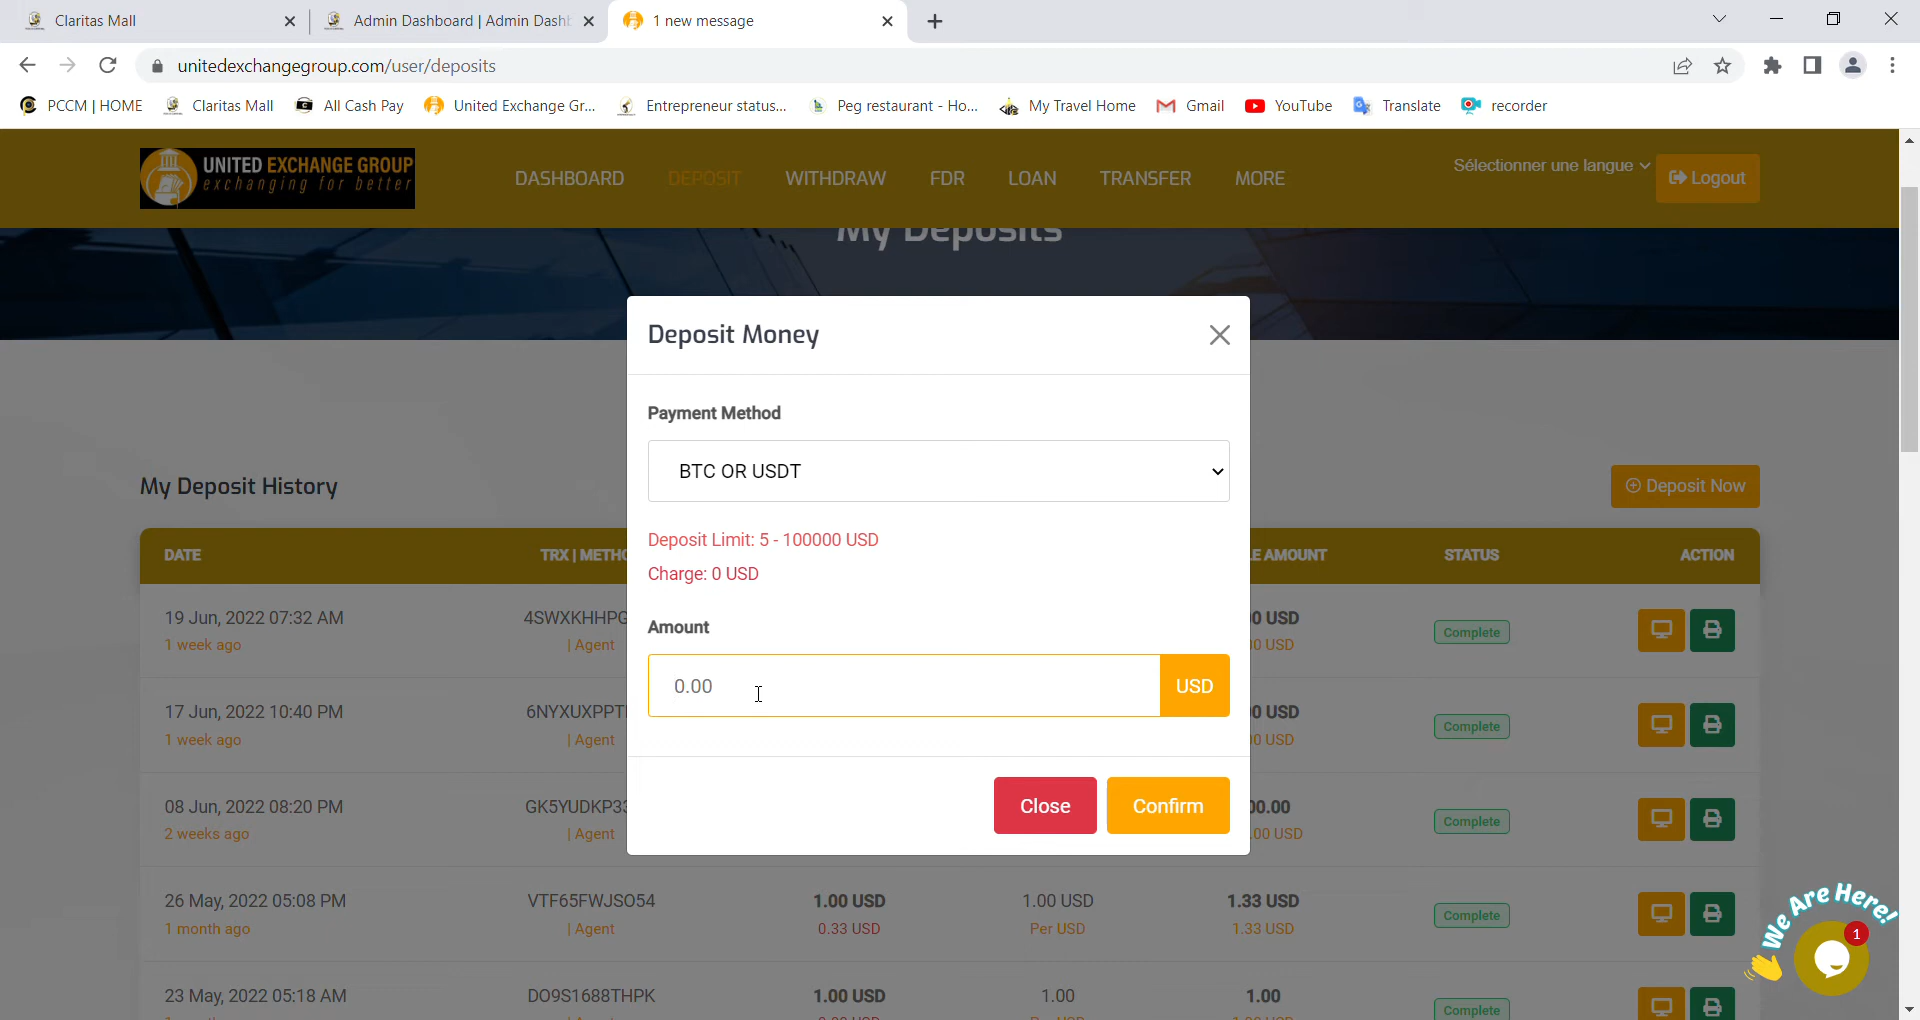 Claritas Mall
Admin Dashboard | Admin Dashb
1 new message
unitedexchangegroup.com/user/deposits
PCCM | HOME
Claritas Mall
All Cash Pay
United Exchange Gr...
Entrepreneur status...
Peg restaurant - Ho...
My Travel Home
Gmail
YouTube
Translate
recorder
UNITED EXCHANGE GROUP
exchanging for better
DASHBOARD
DEPOSIT
WITHDRAW
FDR
LOAN
TRANSFER
MORE
Sélectionner une langue
Logout
My Deposits
Deposit Money
Payment Method
BTC OR USDT
Deposit Limit: 5 - 100000 USD
Charge: 0 USD
Amount
0.00
USD
Close
Confirm
My Deposit History
Deposit Now
DATE
TRX | METHO
E AMOUNT
STATUS
ACTION
19 Jun, 2022 07:32 AM
4SWXKHHPG
0 USD
Complete
1 week ago
| Agent
00 USD
17 Jun, 2022 10:40 PM
6NYXUXPPT
0 USD
Complete
1 week ago
| Agent
00 USD
08 Jun, 2022 08:20 PM
GK5YUDKP33
00.00
Complete
2 weeks ago
| Agent
.00 USD
26 May, 2022 05:08 PM
VTF65FWJSO54
1.00 USD
1.00 USD
1.33 USD
Complete
1 month ago
| Agent
0.33 USD
Per USD
1.33 USD
23 May, 2022 05:18 AM
DO9S1688THPK
1.00 USD
1.00
1.00
Complete
We Are Here!
1